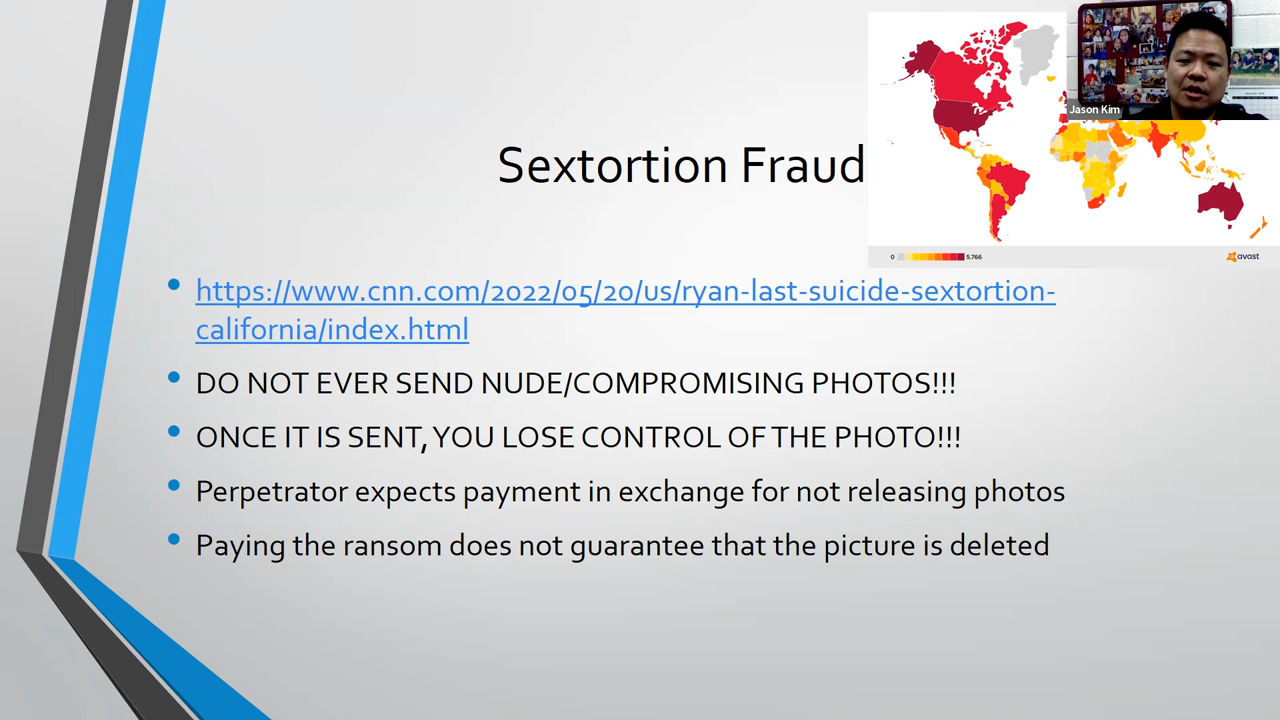 Jason Kim
Sextortion Fraud
0
5.766
avast
https://www.cnn.com/2022/05/20/us/ryan-last-suicide-sextortion-
california/index.html
DO NOT EVER SEND NUDE/COMPROMISING PHOTOS!!!
ONCE IT IS SENT, YOU LOSE CONTROL OF THE PHOTO!!!
Perpetrator expects payment in exchange for not releasing photos
Paying the ransom does not guarantee that the picture is deleted